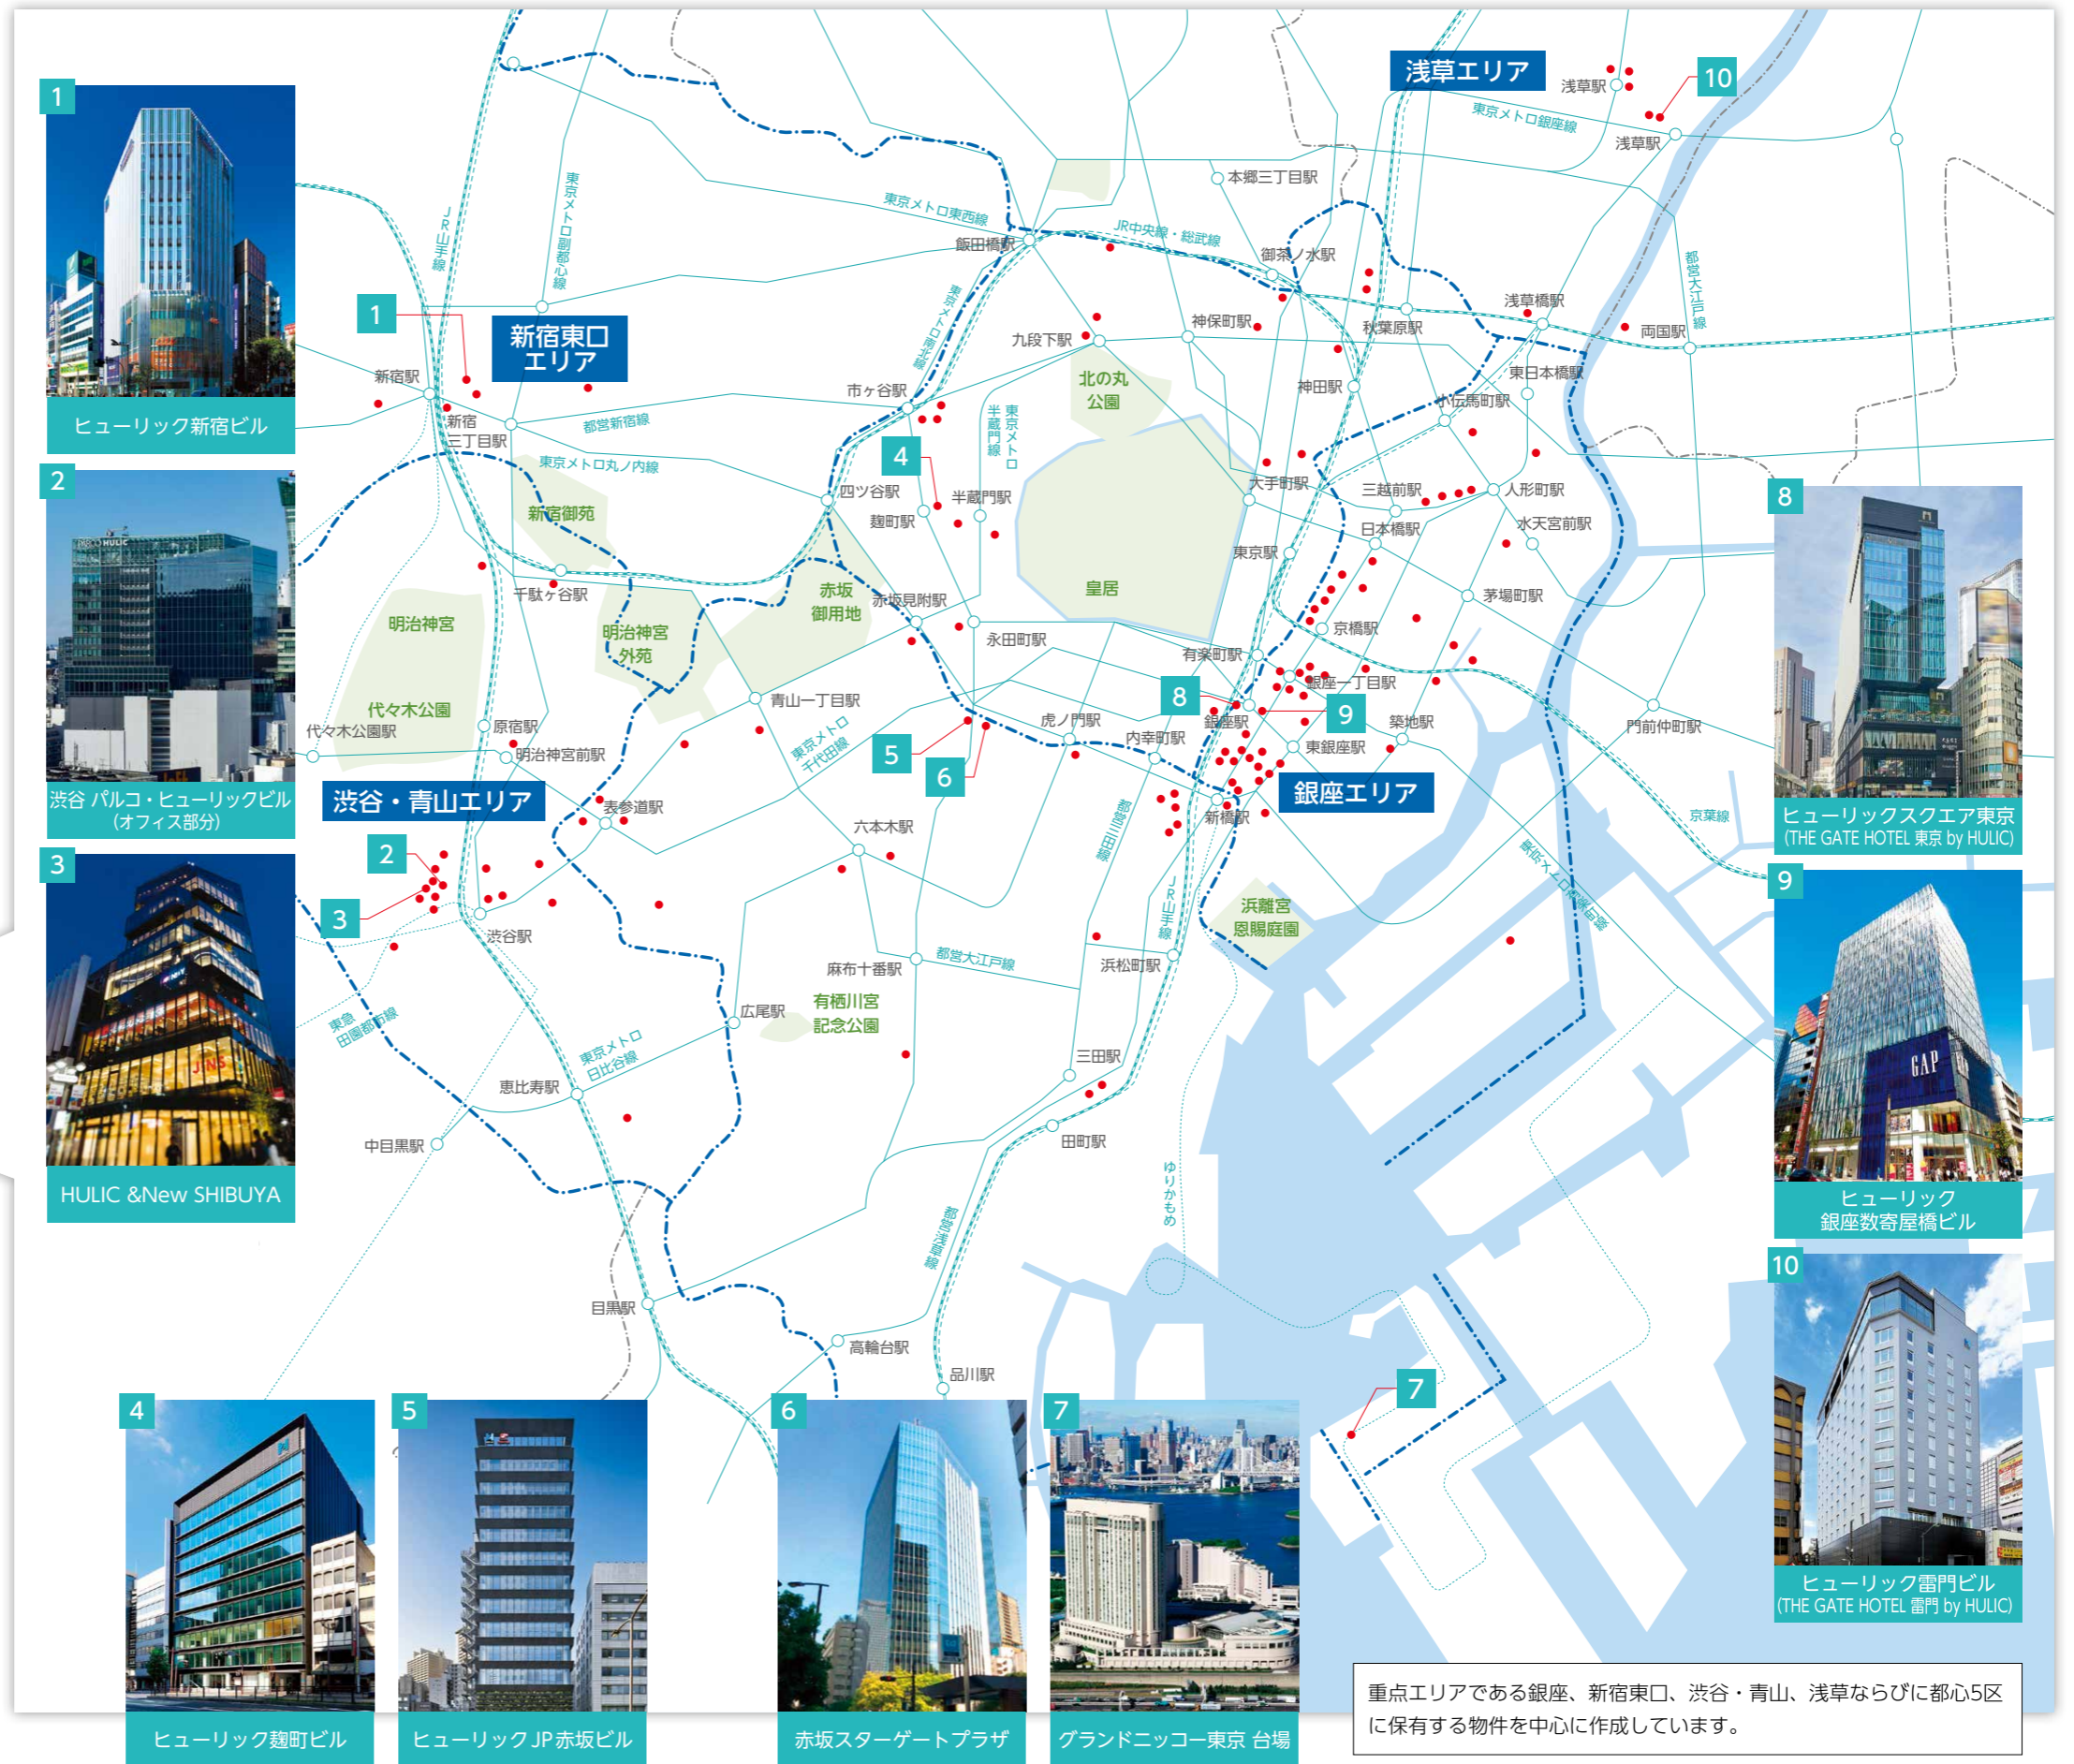 浅草エリア
10
浅草駅
東京メトロ銀座線
浅草駅
1
ヒューリック新宿ビル
2
渋谷 パルコ・ヒューリックビル
(オフィス部分)
3
JINS
HULIC &New SHIBUYA
JR山手線
東京メトロ副都心線
東京メトロ東西線
飯田橋駅
JR中央線・総武線
本郷三丁目駅
御茶ノ水駅
都営大江戸線
浅草橋駅
両国駅
秋葉原駅
神保町駅
九段下駅
東京メトロ南北線
1
新宿東口
エリア
新宿駅
新宿
三丁目駅
都営新宿線
東京メトロ丸ノ内線
市ヶ谷駅
北の丸
公園
東京メトロ
半蔵門線
神田駅
東日本橋駅
小伝馬町駅
4
四ツ谷駅
麹町駅
半蔵門駅
大手町駅
三越前駅
人形町駅
水天宮前駅
日本橋駅
東京駅
新宿御苑
千駄ヶ谷駅
明治神宮
明治神宮
外苑
赤坂
御用地
赤坂見附駅
皇居
永田町駅
茅場町駅
京橋駅
有楽町駅
銀座一丁目駅
代々木公園
代々木公園駅
原宿駅
明治神宮前駅
青山一丁目駅
東京メトロ
千代田線
5
6
虎ノ門駅
内幸町駅
8
銀座駅
9
築地駅
東銀座駅
門前仲町駅
渋谷・青山エリア
表参道駅
銀座エリア
新橋駅
六本木駅
都営三田線
京葉線
2
3
渋谷駅
JR山手線
浜離宮
恩賜庭園
浜松町駅
都営大江戸線
麻布十番駅
有栖川宮
記念公園
広尾駅
東急
田園都市線
東京メトロ
日比谷線
恵比寿駅
中目黒駅
三田駅
田町駅
ゆりかもめ
都営浅草線
目黒駅
高輪台駅
品川駅
7
8
ヒューリックスクエア東京
(THE GATE HOTEL 東京 by HULIC)
9
GAP
ヒューリック
銀座数寄屋橋ビル
10
ヒューリック雷門ビル
(THE GATE HOTEL 雷門 by HULIC)
4
ヒューリック麹町ビル
5
ヒューリック JP 赤坂ビル
6
赤坂スターゲートプラザ
7
グランドニッコー東京 台場
重点エリアである銀座、新宿東口、渋谷・青山、浅草ならびに都心5区
に保有する物件を中心に作成しています。